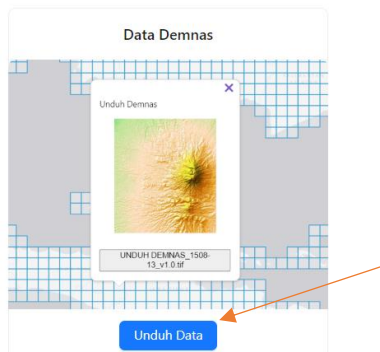 Data Demnas
Unduh Demnas
UNDUH DEMNAS_1508-
13_v1.0.tif
Unduh Data